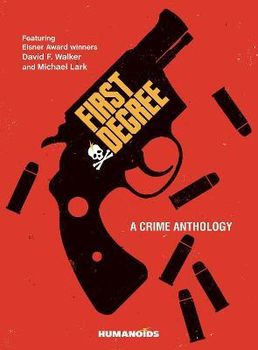 Featuring
Eisner Award winners
David F. Walker
and Michael Lark
FIRST
DEGREE
A CRIME ANTHOLOGY
HUMANOIDS